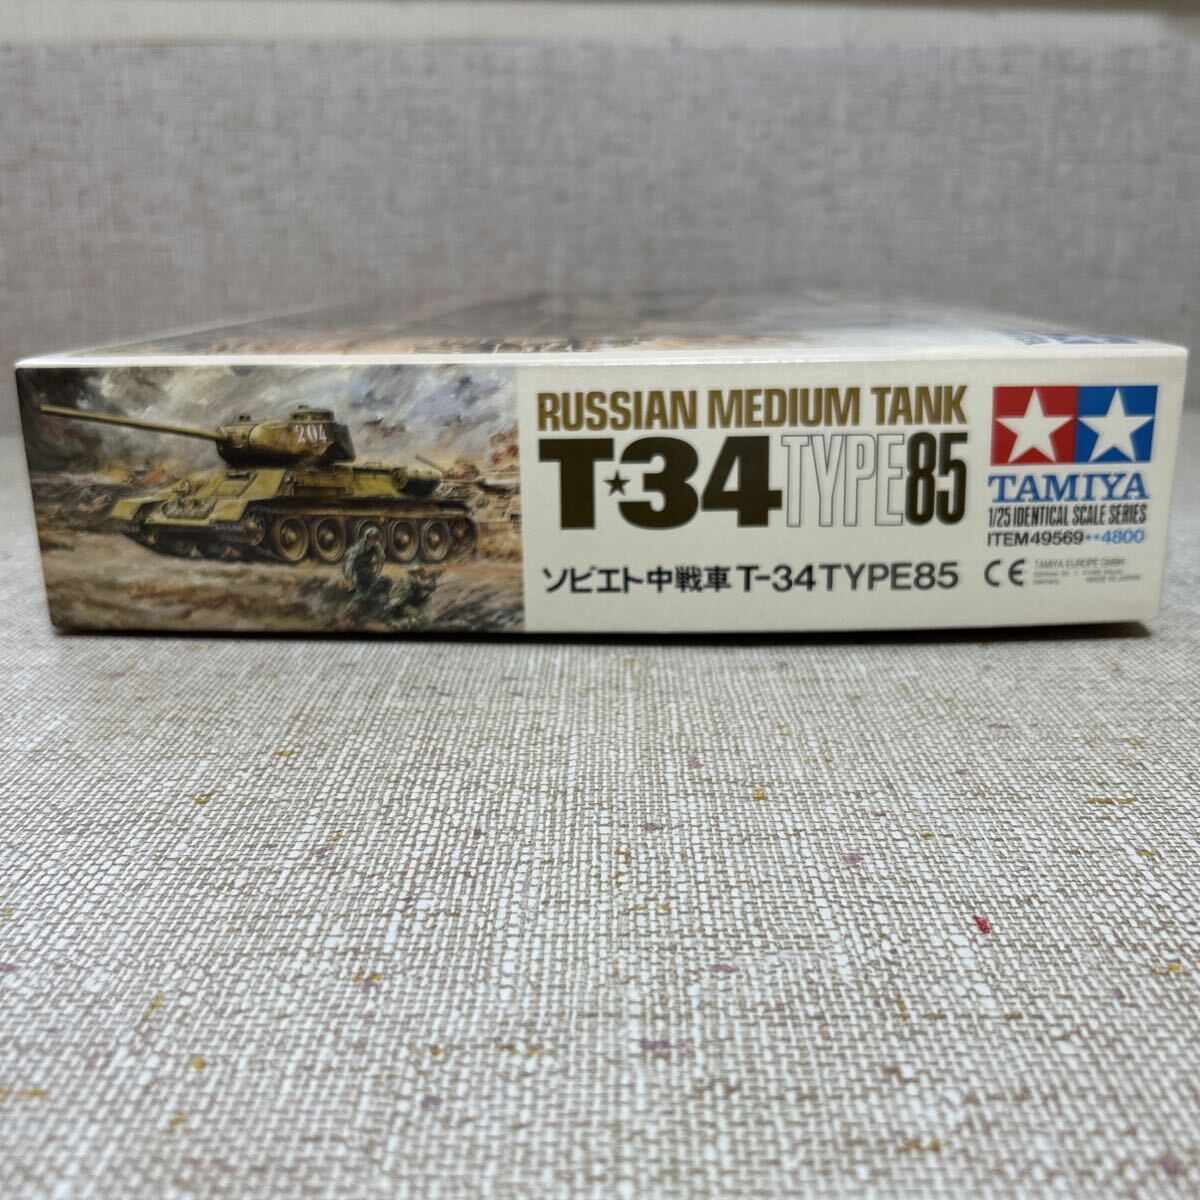 204
RUSSIAN MEDIUM TANK
T★34 TYPE 85
ソビエト中戦車 T-34 TYPE85
TAMIYA
1/25 IDENTICAL SCALE SERIES
ITEM 49569**4800
CE
TAMIYA EUROPE GMBH
Germany MADE IN JAPAN